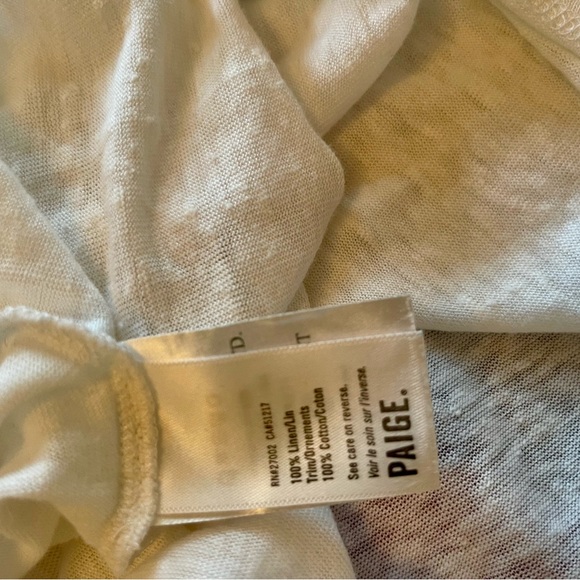 RN#27002 CA#51217
100% Linen/Lin
Trim/Ornements
100% Cotton/Coton
See care on reverse.
Voir le soin sur l'inverse.
PAIGE.